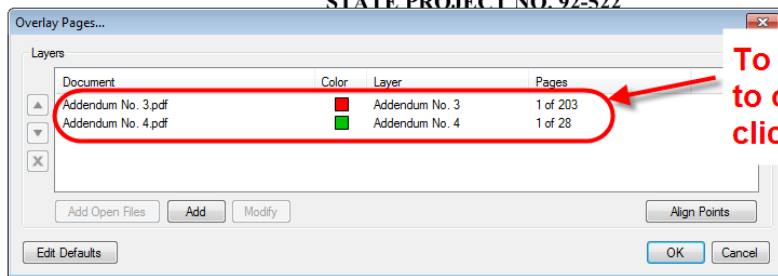 STATE PROJECT NO. 92-522
Overlay Pages...
Layers
Document Color Layer Pages
Addendum No. 3.pdf Addendum No. 3 1 of 203
Addendum No. 4.pdf Addendum No. 4 1 of 28
To
to
clic
Add Open Files Add Modify Align Points
Edit Defaults OK Cancel